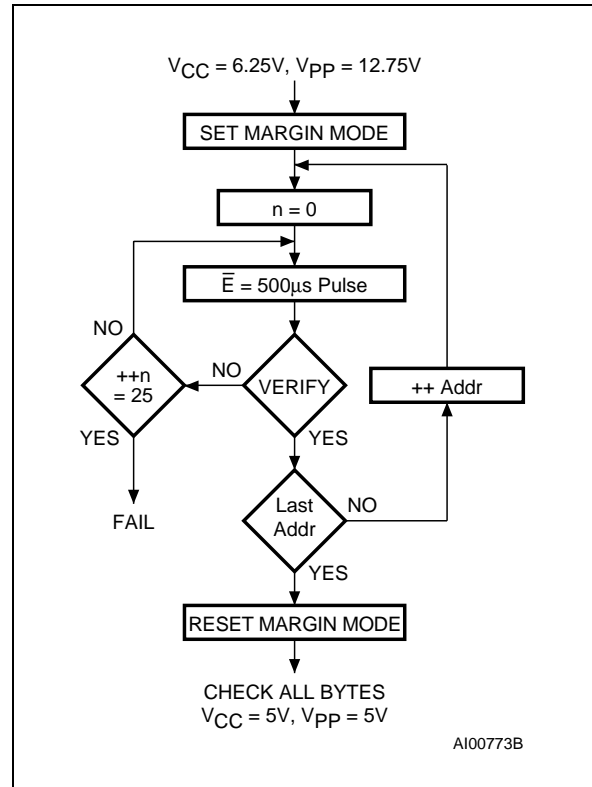 VCC = 6.25V, VPP = 12.75V
SET MARGIN MODE
n = 0
E̅ = 500µs Pulse
NO
++n
= 25
NO
VERIFY
++ Addr
YES
YES
Last
Addr
NO
FAIL
YES
RESET MARGIN MODE
CHECK ALL BYTES
VCC = 5V, VPP = 5V
AI00773B